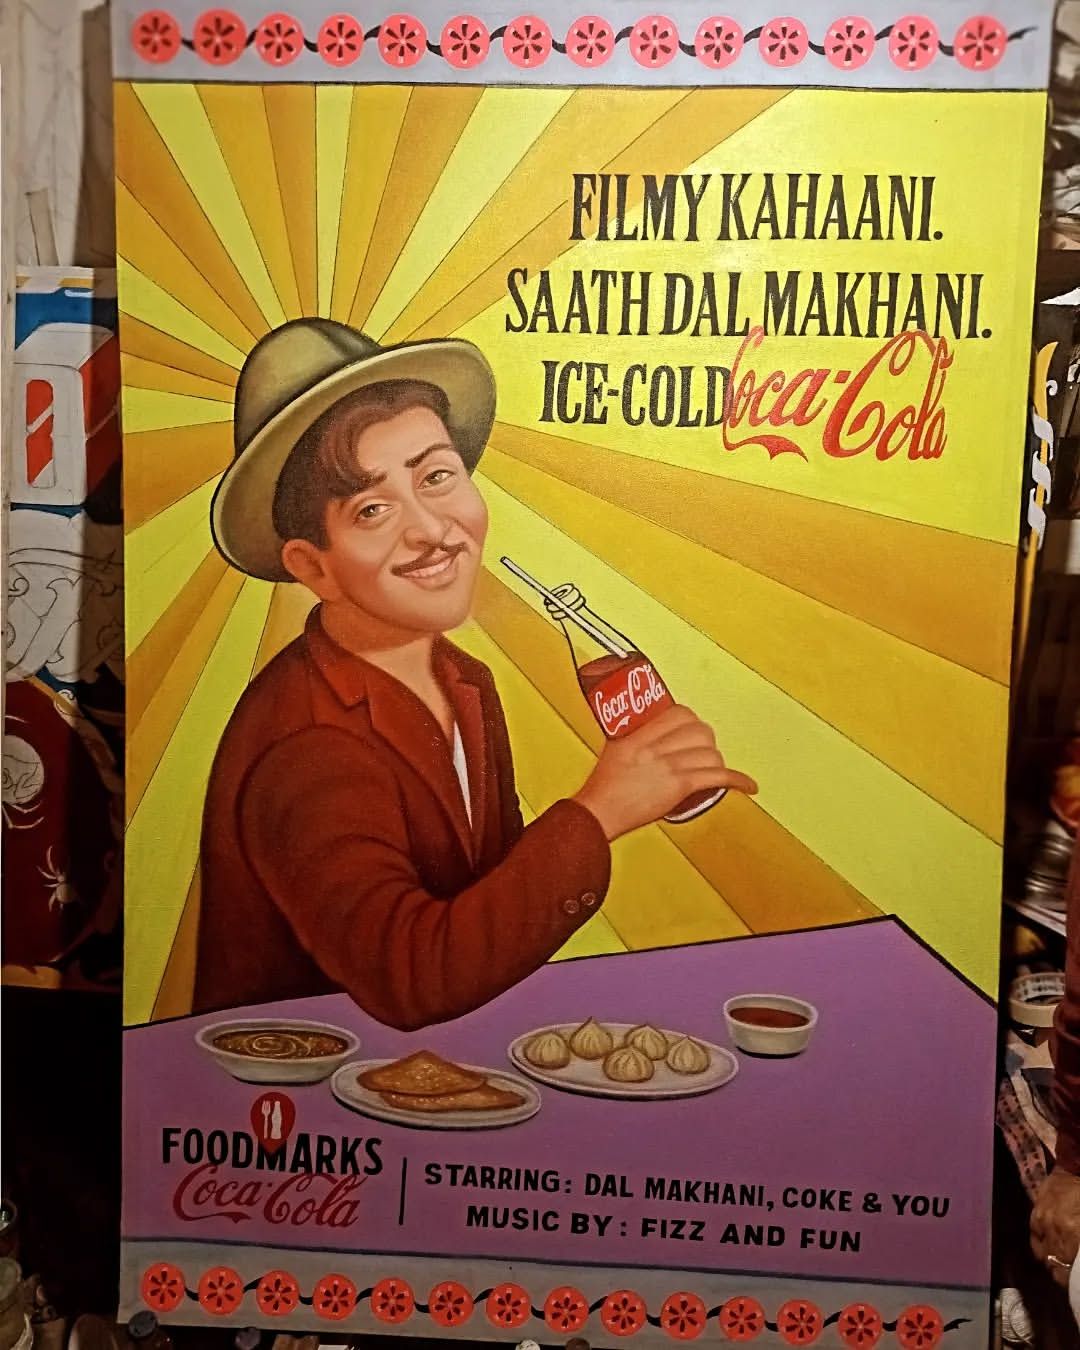 FILMY KAHAANI.
SAATH DAL MAKHANI.
ICE-COLD Coca-Cola
Coca-Cola
FOODMARKS
Coca-Cola
STARRING: DAL MAKHANI, COKE & YOU
MUSIC BY: FIZZ AND FUN